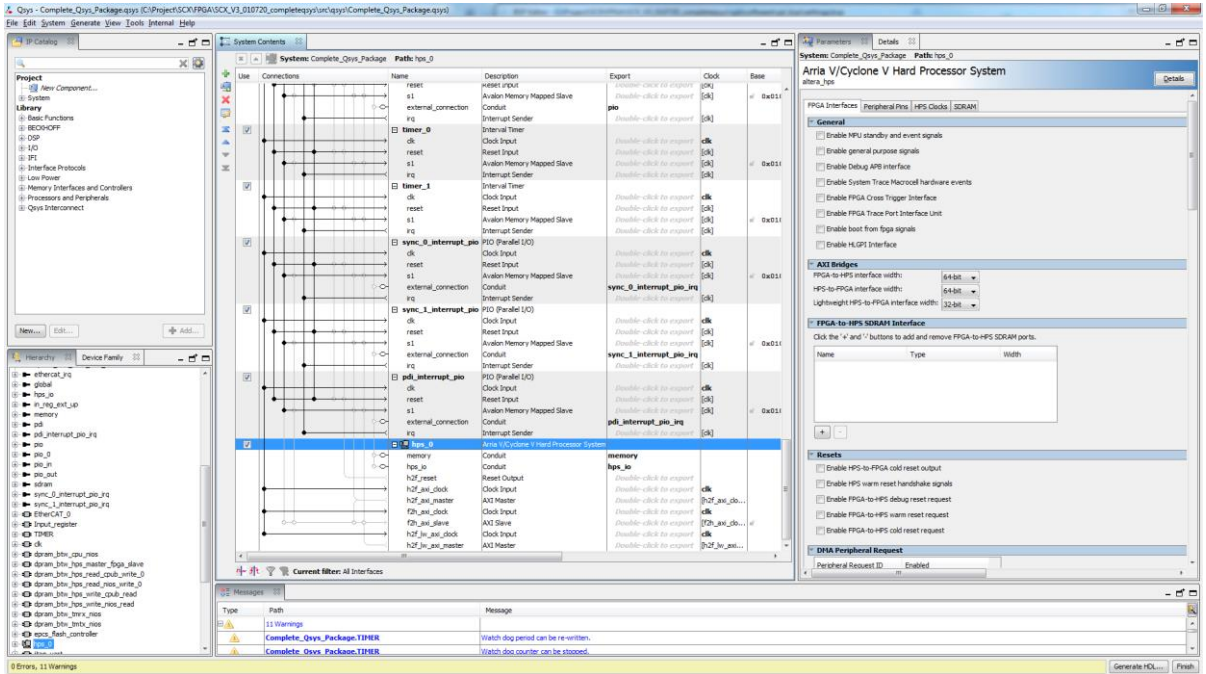 Qsys - Complete_Qsys_Package.qsys (C:\Project\SCX\FPGA\SCX_V3_010720_completeqsys\src\qsys\Complete_Qsys_Package.qsys)
File Edit System Generate View Tools Internal Help
IP Catalog
Project
New Component...
System
Library
Basic Functions
BECKHOFF
DSP
I/O
IFI
Interface Protocols
Low Power
Memory Interfaces and Controllers
Processors and Peripherals
Qsys Interconnect
New... Edit... Add...
Hierarchy Device Family
ethercat_irq
global
hps_io
in_reg_ext_up
memory
pdi
pdi_interrupt_pio_irq
pio
pio_0
pio_in
pio_out
sdram
sync_0_interrupt_pio_irq
sync_1_interrupt_pio_irq
EtherCAT_0
Input_register
TIMER
clk
dpram_btw_cpu_nios
dpram_btw_hps_master_fpga_slave
dpram_btw_hps_read_cpub_write_0
dpram_btw_hps_read_nios_write_0
dpram_btw_hps_write_cpub_read
dpram_btw_hps_write_nios_read
dpram_btw_tmrx_nios
dpram_btw_tmtx_nios
epcs_flash_controller
hps_0
System Contents
System: Complete_Qsys_Package Path: hps_0
Use Connections Name Description Export Clock Base
reset Reset Input Double-click to export [clk]
s1 Avalon Memory Mapped Slave Double-click to export [clk] 0x010
external_connection Conduit pio
irq Interrupt Sender Double-click to export [clk]
timer_0 Interval Timer
clk Clock Input Double-click to export clk
reset Reset Input Double-click to export [clk]
s1 Avalon Memory Mapped Slave Double-click to export [clk]
irq Interrupt Sender Double-click to export [clk]
timer_1 Interval Timer
clk Clock Input Double-click to export clk
reset Reset Input Double-click to export [clk]
s1 Avalon Memory Mapped Slave Double-click to export [clk]
irq Interrupt Sender Double-click to export [clk]
sync_0_interrupt_pio PIO (Parallel I/O)
clk Clock Input Double-click to export clk
reset Reset Input Double-click to export [clk]
s1 Avalon Memory Mapped Slave Double-click to export [clk]
external_connection Conduit sync_0_interrupt_pio_irq
irq Interrupt Sender Double-click to export [clk]
sync_1_interrupt_pio PIO (Parallel I/O)
clk Clock Input Double-click to export clk
reset Reset Input Double-click to export [clk]
s1 Avalon Memory Mapped Slave Double-click to export [clk]
external_connection Conduit sync_1_interrupt_pio_irq
irq Interrupt Sender Double-click to export [clk]
pdi_interrupt_pio PIO (Parallel I/O)
clk Clock Input Double-click to export clk
reset Reset Input Double-click to export [clk]
s1 Avalon Memory Mapped Slave Double-click to export [clk]
external_connection Conduit pdi_interrupt_pio_irq
irq Interrupt Sender Double-click to export [clk]
hps_0 Arria V/Cyclone V Hard Processor System
memory Conduit memory
hps_io Conduit hps_io
h2f_reset Reset Output Double-click to export
h2f_axi_clock Clock Input Double-click to export clk
h2f_axi_master AXI Master Double-click to export [h2f_axi_clo...
f2h_axi_clock Clock Input Double-click to export clk
f2h_axi_slave AXI Slave Double-click to export [f2h_axi_clo...
h2f_lw_axi_clock Clock Input Double-click to export clk
h2f_lw_axi_master AXI Master Double-click to export [h2f_lw_axi...
Current filter: All Interfaces
Messages
Type Path Message
11 Warnings
Complete_Qsys_Package.TIMER Watch dog period can be re-written.
Complete_Qsys_Package.TIMER Watch dog counter can be stopped.
Parameters Details
System: Complete_Qsys_Package Path: hps_0
Arria V/Cyclone V Hard Processor System
altera_hps
Details
FPGA Interfaces Peripheral Pins HPS Clocks SDRAM
General
Enable MPU standby and event signals
Enable general purpose signals
Enable Debug APB interface
Enable System Trace Macrocell hardware events
Enable FPGA Cross Trigger Interface
Enable FPGA Trace Port Interface Unit
Enable boot from fpga signals
Enable HLGPI Interface
AXI Bridges
FPGA-to-HPS interface width: 64-bit
HPS-to-FPGA interface width: 64-bit
Lightweight HPS-to-FPGA interface width: 32-bit
FPGA-to-HPS SDRAM Interface
Click the '+' and '-' buttons to add and remove FPGA-to-HPS SDRAM ports.
Name Type Width
+ -
Resets
Enable HPS-to-FPGA cold reset output
Enable HPS warm reset handshake signals
Enable FPGA-to-HPS debug reset request
Enable FPGA-to-HPS warm reset request
Enable FPGA-to-HPS cold reset request
DMA Peripheral Request
Peripheral Request ID Enabled
0 Errors, 11 Warnings
Generate HDL... Finish